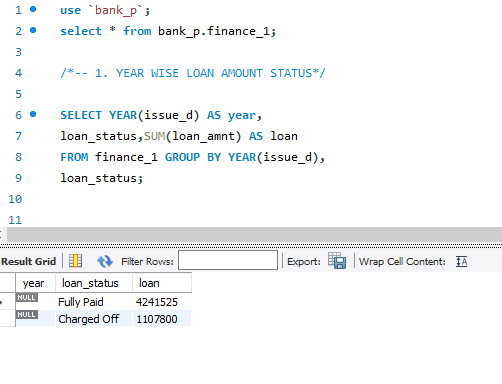 1 use `bank_p`;
2 select * from bank_p.finance_1;
3
4 /*-- 1. YEAR WISE LOAN AMOUNT STATUS*/
5
6 SELECT YEAR(issue_d) AS year,
7 loan_status,SUM(loan_amnt) AS loan
8 FROM finance_1 GROUP BY YEAR(issue_d),
9 loan_status;
10
11
Result Grid Filter Rows: Export: Wrap Cell Content:
year loan_status loan
NULL Fully Paid 4241525
NULL Charged Off 1107800